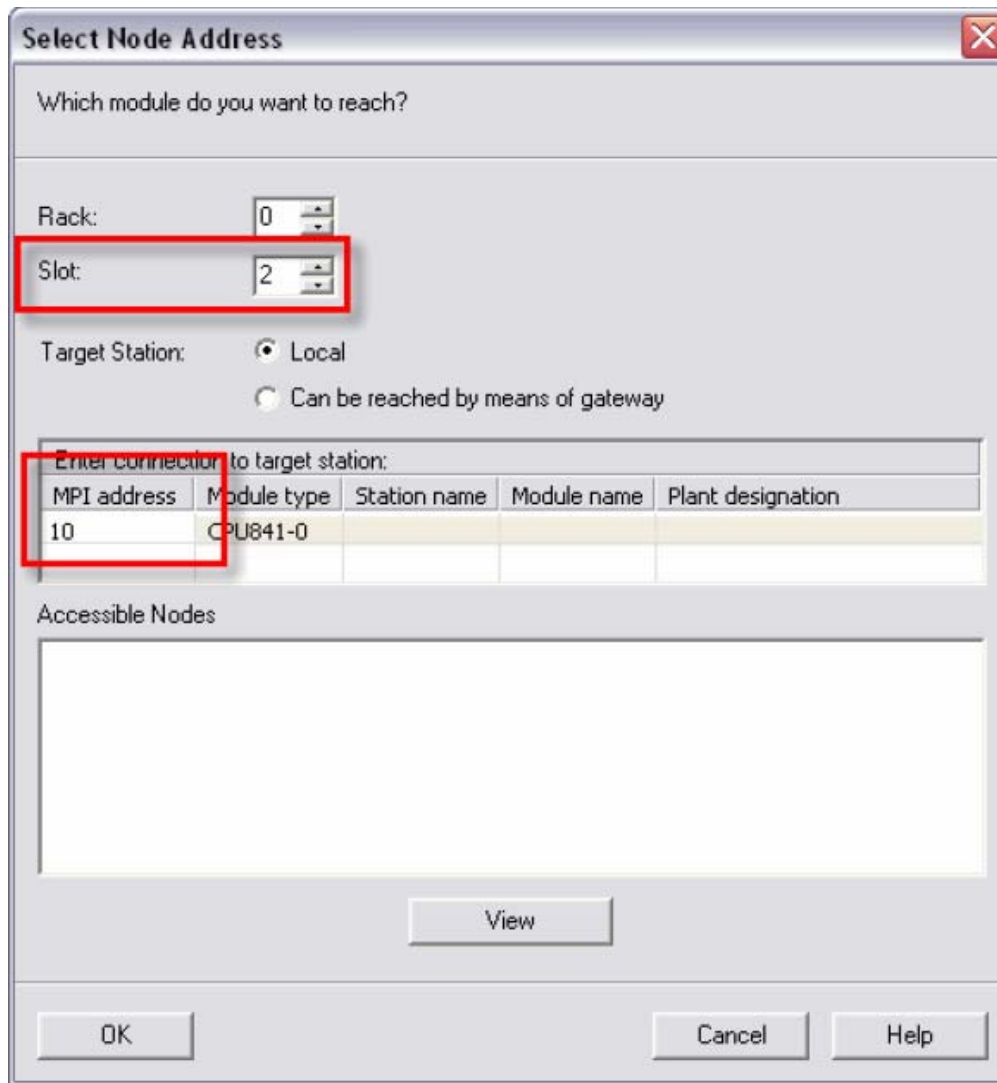 Select Node Address
Which module do you want to reach?
Rack: 0
Slot: 2
Target Station: Local
Can be reached by means of gateway
Enter connection to target station:
MPI address Module type Station name Module name Plant designation
10 CPU841-0
Accessible Nodes
View
OK Cancel Help